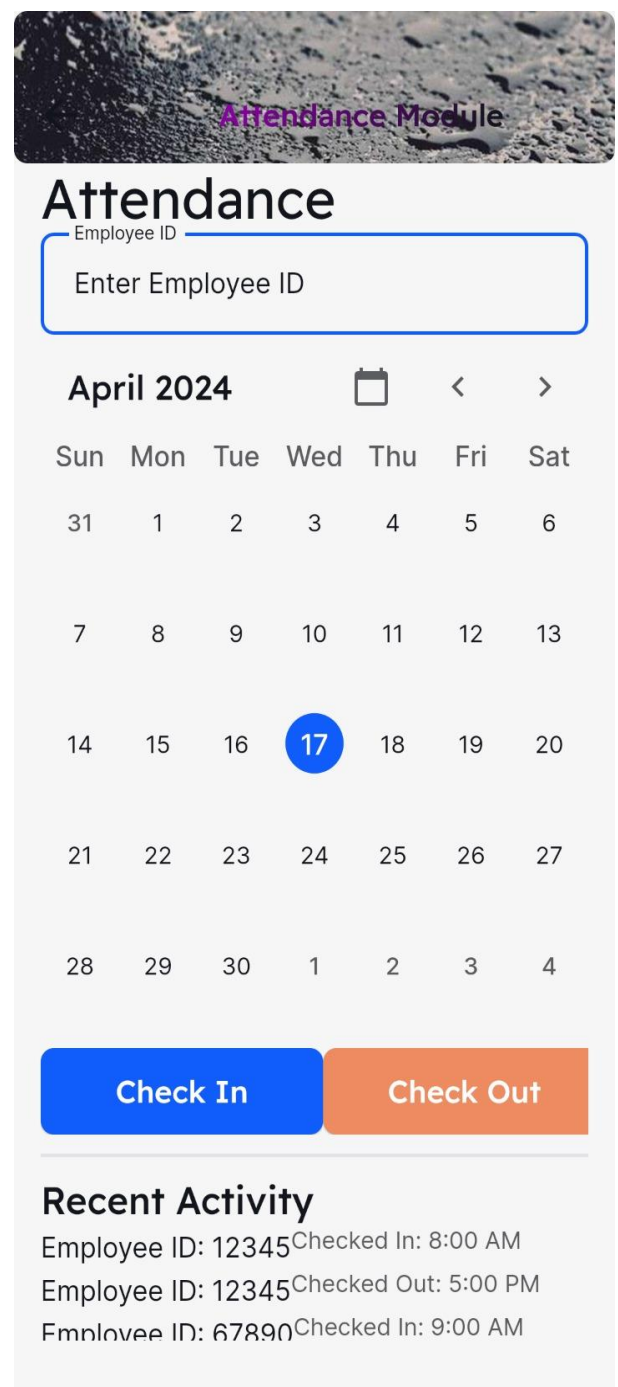 Attendance Module
Attendance
Employee ID
Enter Employee ID
April 2024
Sun Mon Tue Wed Thu Fri Sat
31 1 2 3 4 5 6
7 8 9 10 11 12 13
14 15 16 17 18 19 20
21 22 23 24 25 26 27
28 29 30 1 2 3 4
Check In Check Out
Recent Activity
Employee ID: 12345 Checked In: 8:00 AM
Employee ID: 12345 Checked Out: 5:00 PM
Employee ID: 67890 Checked In: 9:00 AM